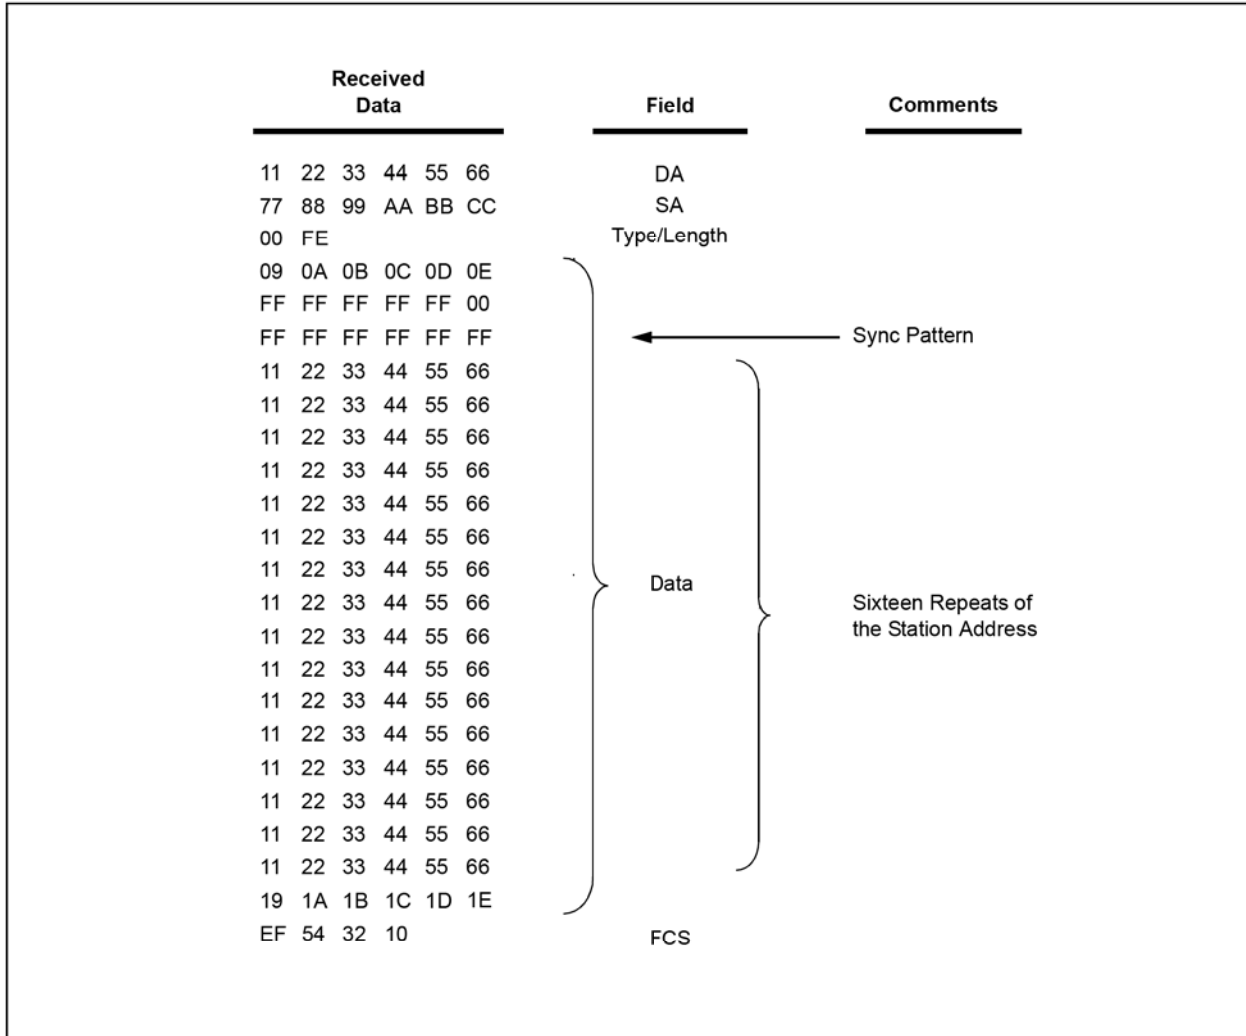 Received
Data Field Comments
11 22 33 44 55 66 DA
77 88 99 AA BB CC SA
00 FE Type/Length
09 0A 0B 0C 0D 0E
FF FF FF FF FF 00
FF FF FF FF FF FF Sync Pattern
11 22 33 44 55 66
11 22 33 44 55 66
11 22 33 44 55 66
11 22 33 44 55 66
11 22 33 44 55 66
11 22 33 44 55 66
11 22 33 44 55 66 Data
11 22 33 44 55 66 Sixteen Repeats of
11 22 33 44 55 66 the Station Address
11 22 33 44 55 66
11 22 33 44 55 66
11 22 33 44 55 66
11 22 33 44 55 66
11 22 33 44 55 66
11 22 33 44 55 66
11 22 33 44 55 66
19 1A 1B 1C 1D 1E
EF 54 32 10 FCS